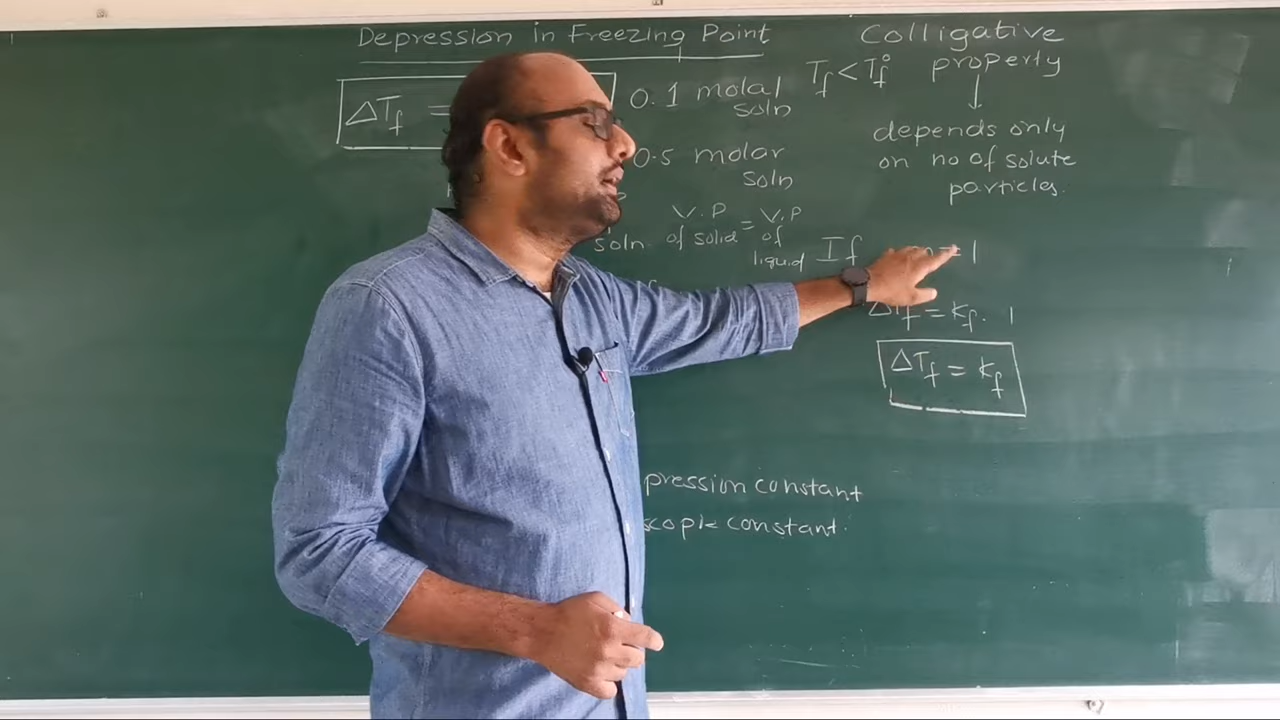 Depression in Freezing Point
ΔTf =
0.1 molal
soln
0.5 molar
soln
soln.
V.P of solid = V.P of liquid
Tf < Tf°
Colligative
property
↓
depends only
on no of solute
particles.
If = 1
ΔTf = Kf . 1
ΔTf = Kf
pression constant
scopic constant.